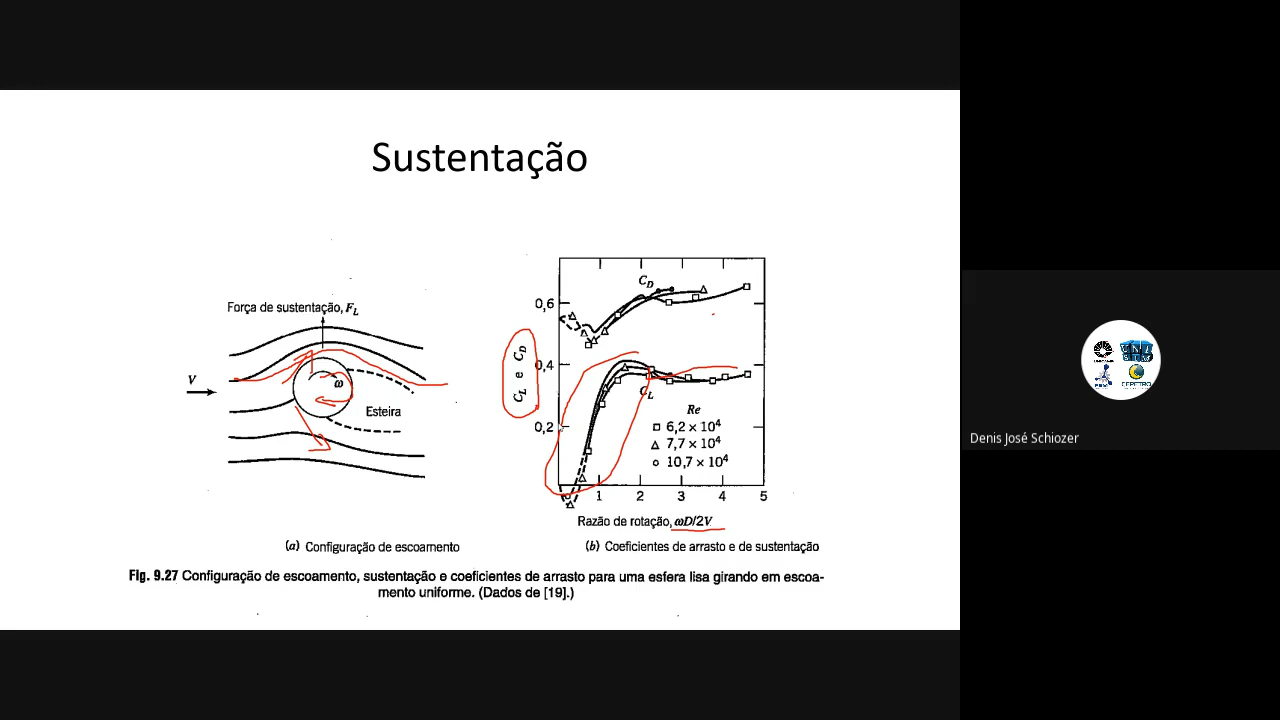 Sustentação
Força de sustentação, F_L
V
ω
Esteira
(a) Configuração de escoamento
C_L e C_D
0,6
0,4
0,2
C_D
C_L
Re
6,2 × 10⁴
7,7 × 10⁴
10,7 × 10⁴
1 2 3 4 5
Razão de rotação, ωD/2V
(b) Coeficientes de arrasto e de sustentação
Fig. 9.27 Configuração de escoamento, sustentação e coeficientes de arrasto para uma esfera lisa girando em escoa-
mento uniforme. (Dados de [19].)
CEPETRO
Denis José Schiozer